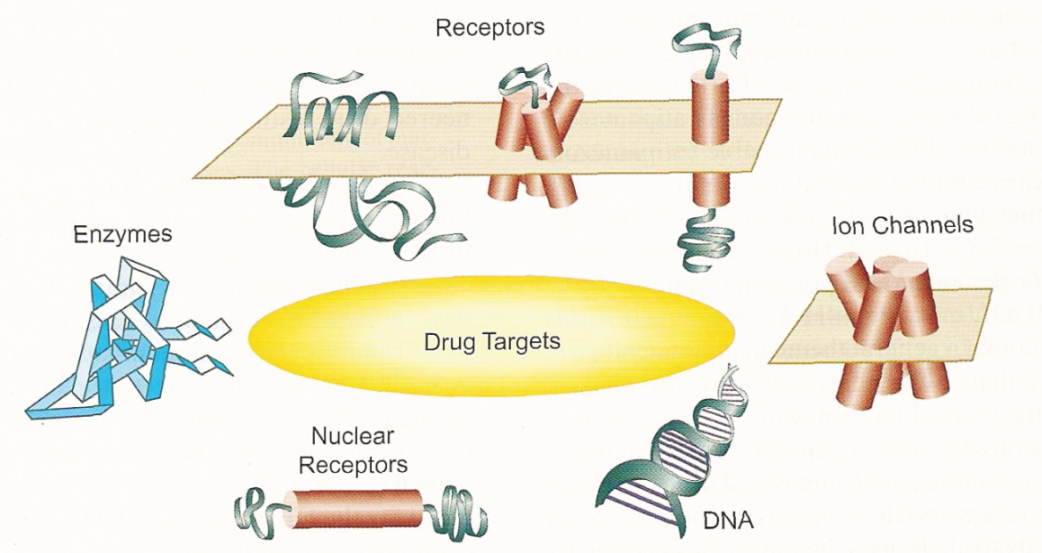 Receptors
Enzymes
Ion Channels
Drug Targets
Nuclear
Receptors
DNA